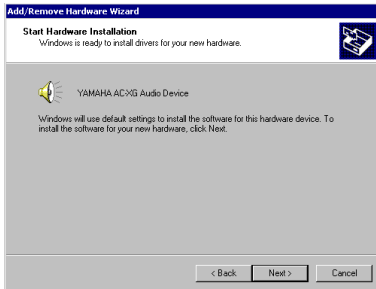 Add/Remove Hardware Wizard
Start Hardware Installation
Windows is ready to install drivers for your new hardware.
YAMAHA AC-XG Audio Device
Windows will use default settings to install the software for this hardware device. To
install the software for your new hardware, click Next.
< Back
Next >
Cancel